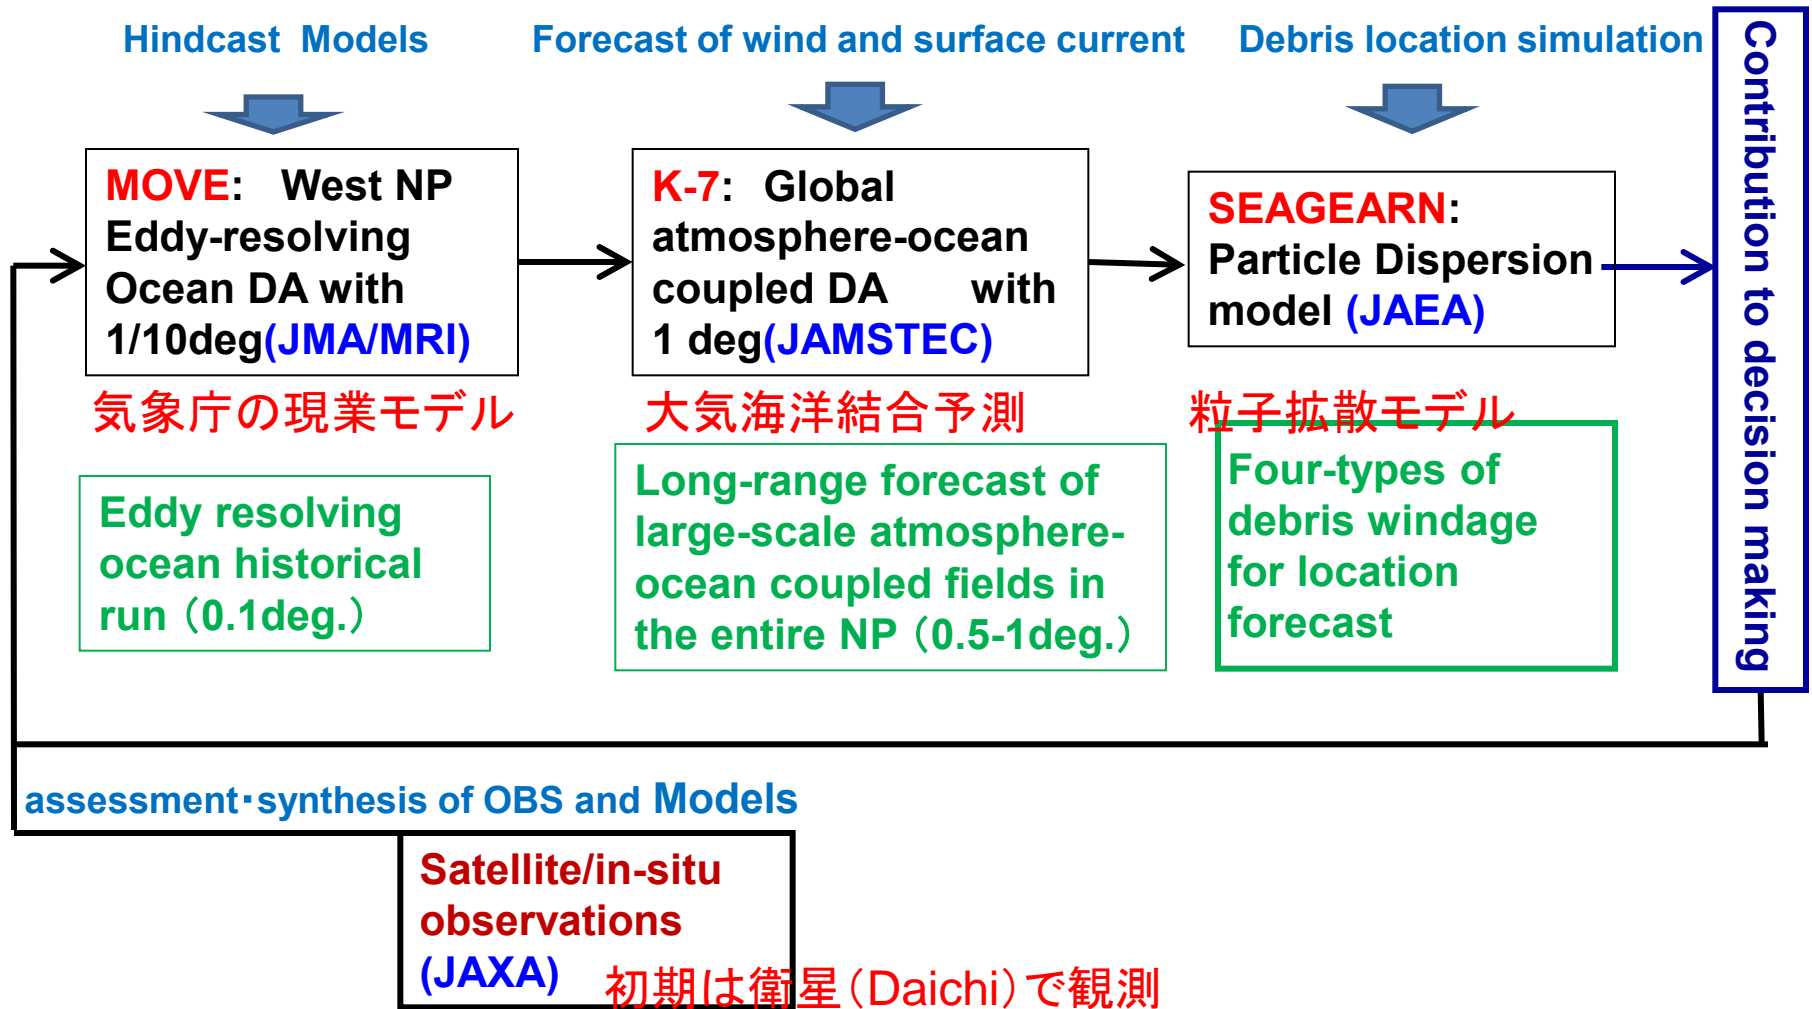 Hindcast Models
Forecast of wind and surface current
Debris location simulation
MOVE: West NP
Eddy-resolving
Ocean DA with
1/10deg(JMA/MRI)
K-7: Global
atmosphere-ocean
coupled DA with
1 deg(JAMSTEC)
SEAGEARN:
Particle Dispersion
model (JAEA)
Contribution to decision making
気象庁の現業モデル
大気海洋結合予測
粒子拡散モデル
Eddy resolving
ocean historical
run（0.1deg.）
Long-range forecast of
large-scale atmosphere-
ocean coupled fields in
the entire NP（0.5-1deg.）
Four-types of
debris windage
for location
forecast
assessment・synthesis of OBS and Models
Satellite/in-situ
observations
(JAXA)
初期は衛星（Daichi）で観測